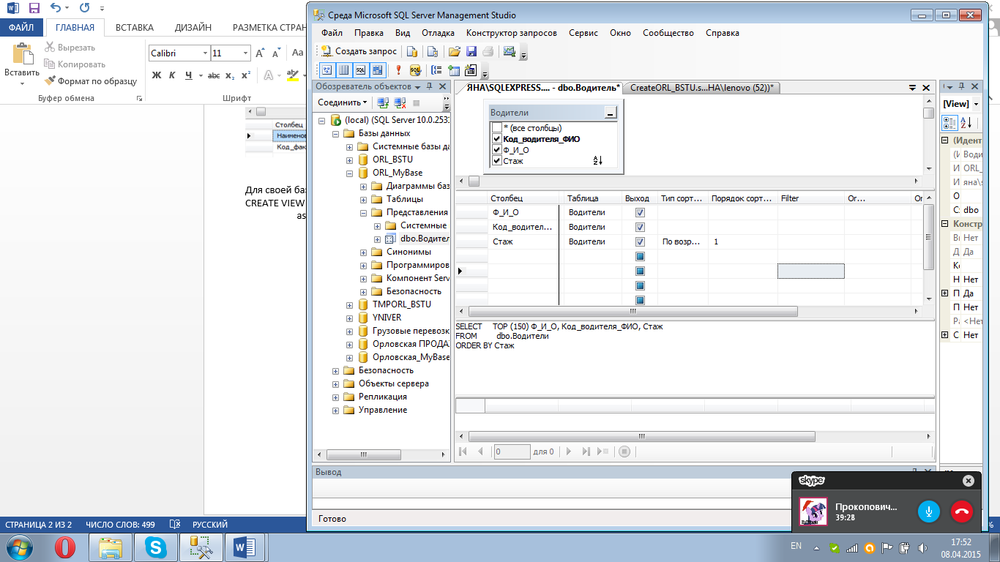 ФАЙЛ ГЛАВНАЯ ВСТАВКА ДИЗАЙН РАЗМЕТКА СТРАН
Вставить
Вырезать
Копировать
Формат по образцу
Буфер обмена
Calibri 11 Aa
Ж К Ч abc x₂ x²
Шрифт
Столбец
Наименов
Код_фак
Для своей баз
CREATE VIEW
as
Среда Microsoft SQL Server Management Studio
Файл Правка Вид Отладка Конструктор запросов Сервис Окно Сообщество Справка
Создать запрос
Обозреватель объектов
Соединить
(local) (SQL Server 10.0.2531
Базы данных
Системные базы да
ORL_BSTU
ORL_MyBase
Диаграммы баз
Таблицы
Представления
Системные
dbo.Водител
Синонимы
Программиров
Компонент Serv
Безопасность
TMPORL_BSTU
YNIVER
Грузовые перевозк
Орловская ПРОДА
Орловская_MyBase
Безопасность
Объекты сервера
Репликация
Управление
ЯНА\SQLEXPRESS.... - dbo.Водитель* CreateORL_BSTU.s...НА\lenovo (52))*
Водители
* (все столбцы)
Код_водителя_ФИО
Ф_И_О
Стаж
Столбец Таблица Выход Тип сорт... Порядок сорт... Filter Or... Or
Ф_И_О Водители
Код_водител... Водители
Стаж Водители По возр... 1
SELECT TOP (150) Ф_И_О, Код_водителя_ФИО, Стаж
FROM dbo.Водители
ORDER BY Стаж
0 для 0
[View]
(Идент
(И Води
И ORL_
И яна\s
О
С dbo
Констр
Вы Нет
Д Да
Ко
Н Нет
П Да
П Нет
Ра <Нет
С Нет
Вывод
Готово
skype
Прокопович...
39:28
СТРАНИЦА 2 ИЗ 2 ЧИСЛО СЛОВ: 499 РУССКИЙ %
EN
17:52
08.04.2015